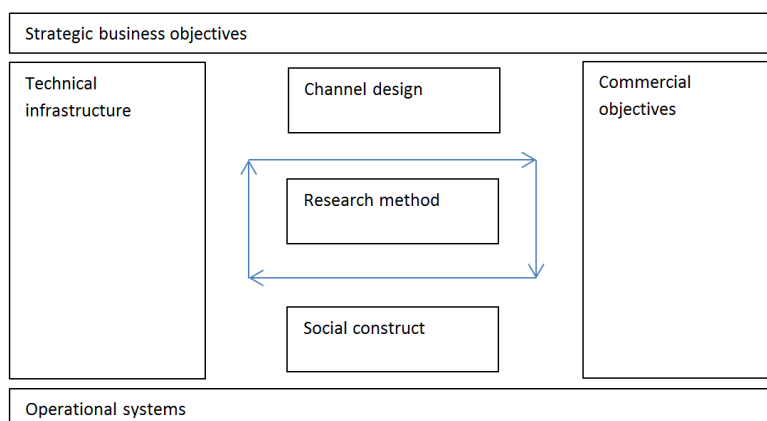 Strategic business objectives
Technical
infrastructure
Channel design
Commercial
objectives
Research method
Social construct
Operational systems